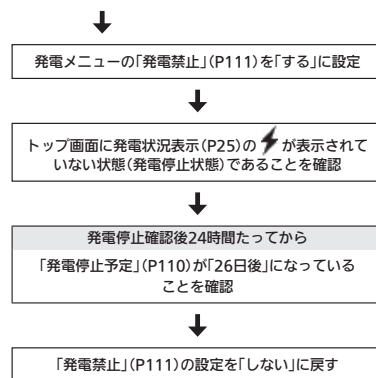 発電メニューの「発電禁止」(P111)を「する」に設定
トップ画面に発電状況表示(P25)の が表示されて
いない状態(発電停止状態)であることを確認
発電停止確認後24時間たってから
「発電停止予定」(P110)が「26日後」になっている
ことを確認
「発電禁止」(P111)の設定を「しない」に戻す